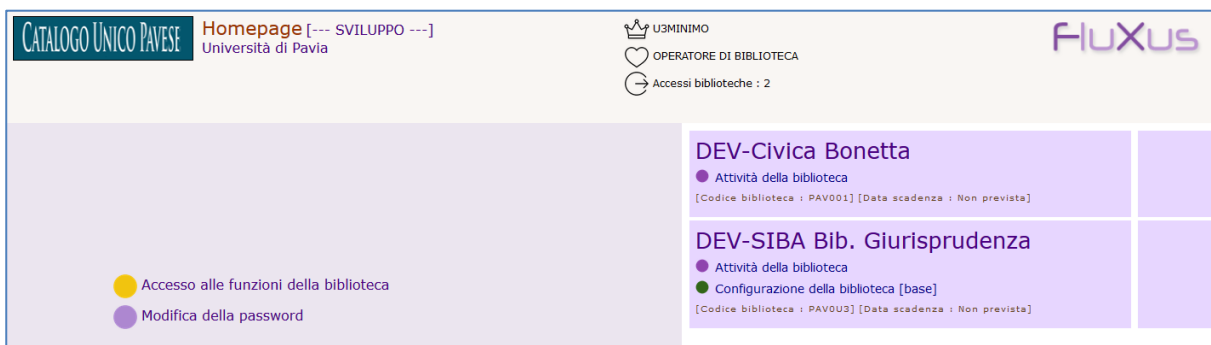 CATALOGO UNICO PAVESE
Homepage [--- SVILUPPO ---]
Università di Pavia
U3MINIMO
OPERATORE DI BIBLIOTECA
Accessi biblioteche : 2
FluXus
Accesso alle funzioni della biblioteca
Modifica della password
DEV-Civica Bonetta
Attività della biblioteca
[Codice biblioteca : PAV001] [Data scadenza : Non prevista]
DEV-SIBA Bib. Giurisprudenza
Attività della biblioteca
Configurazione della biblioteca [base]
[Codice biblioteca : PAV0U3] [Data scadenza : Non prevista]